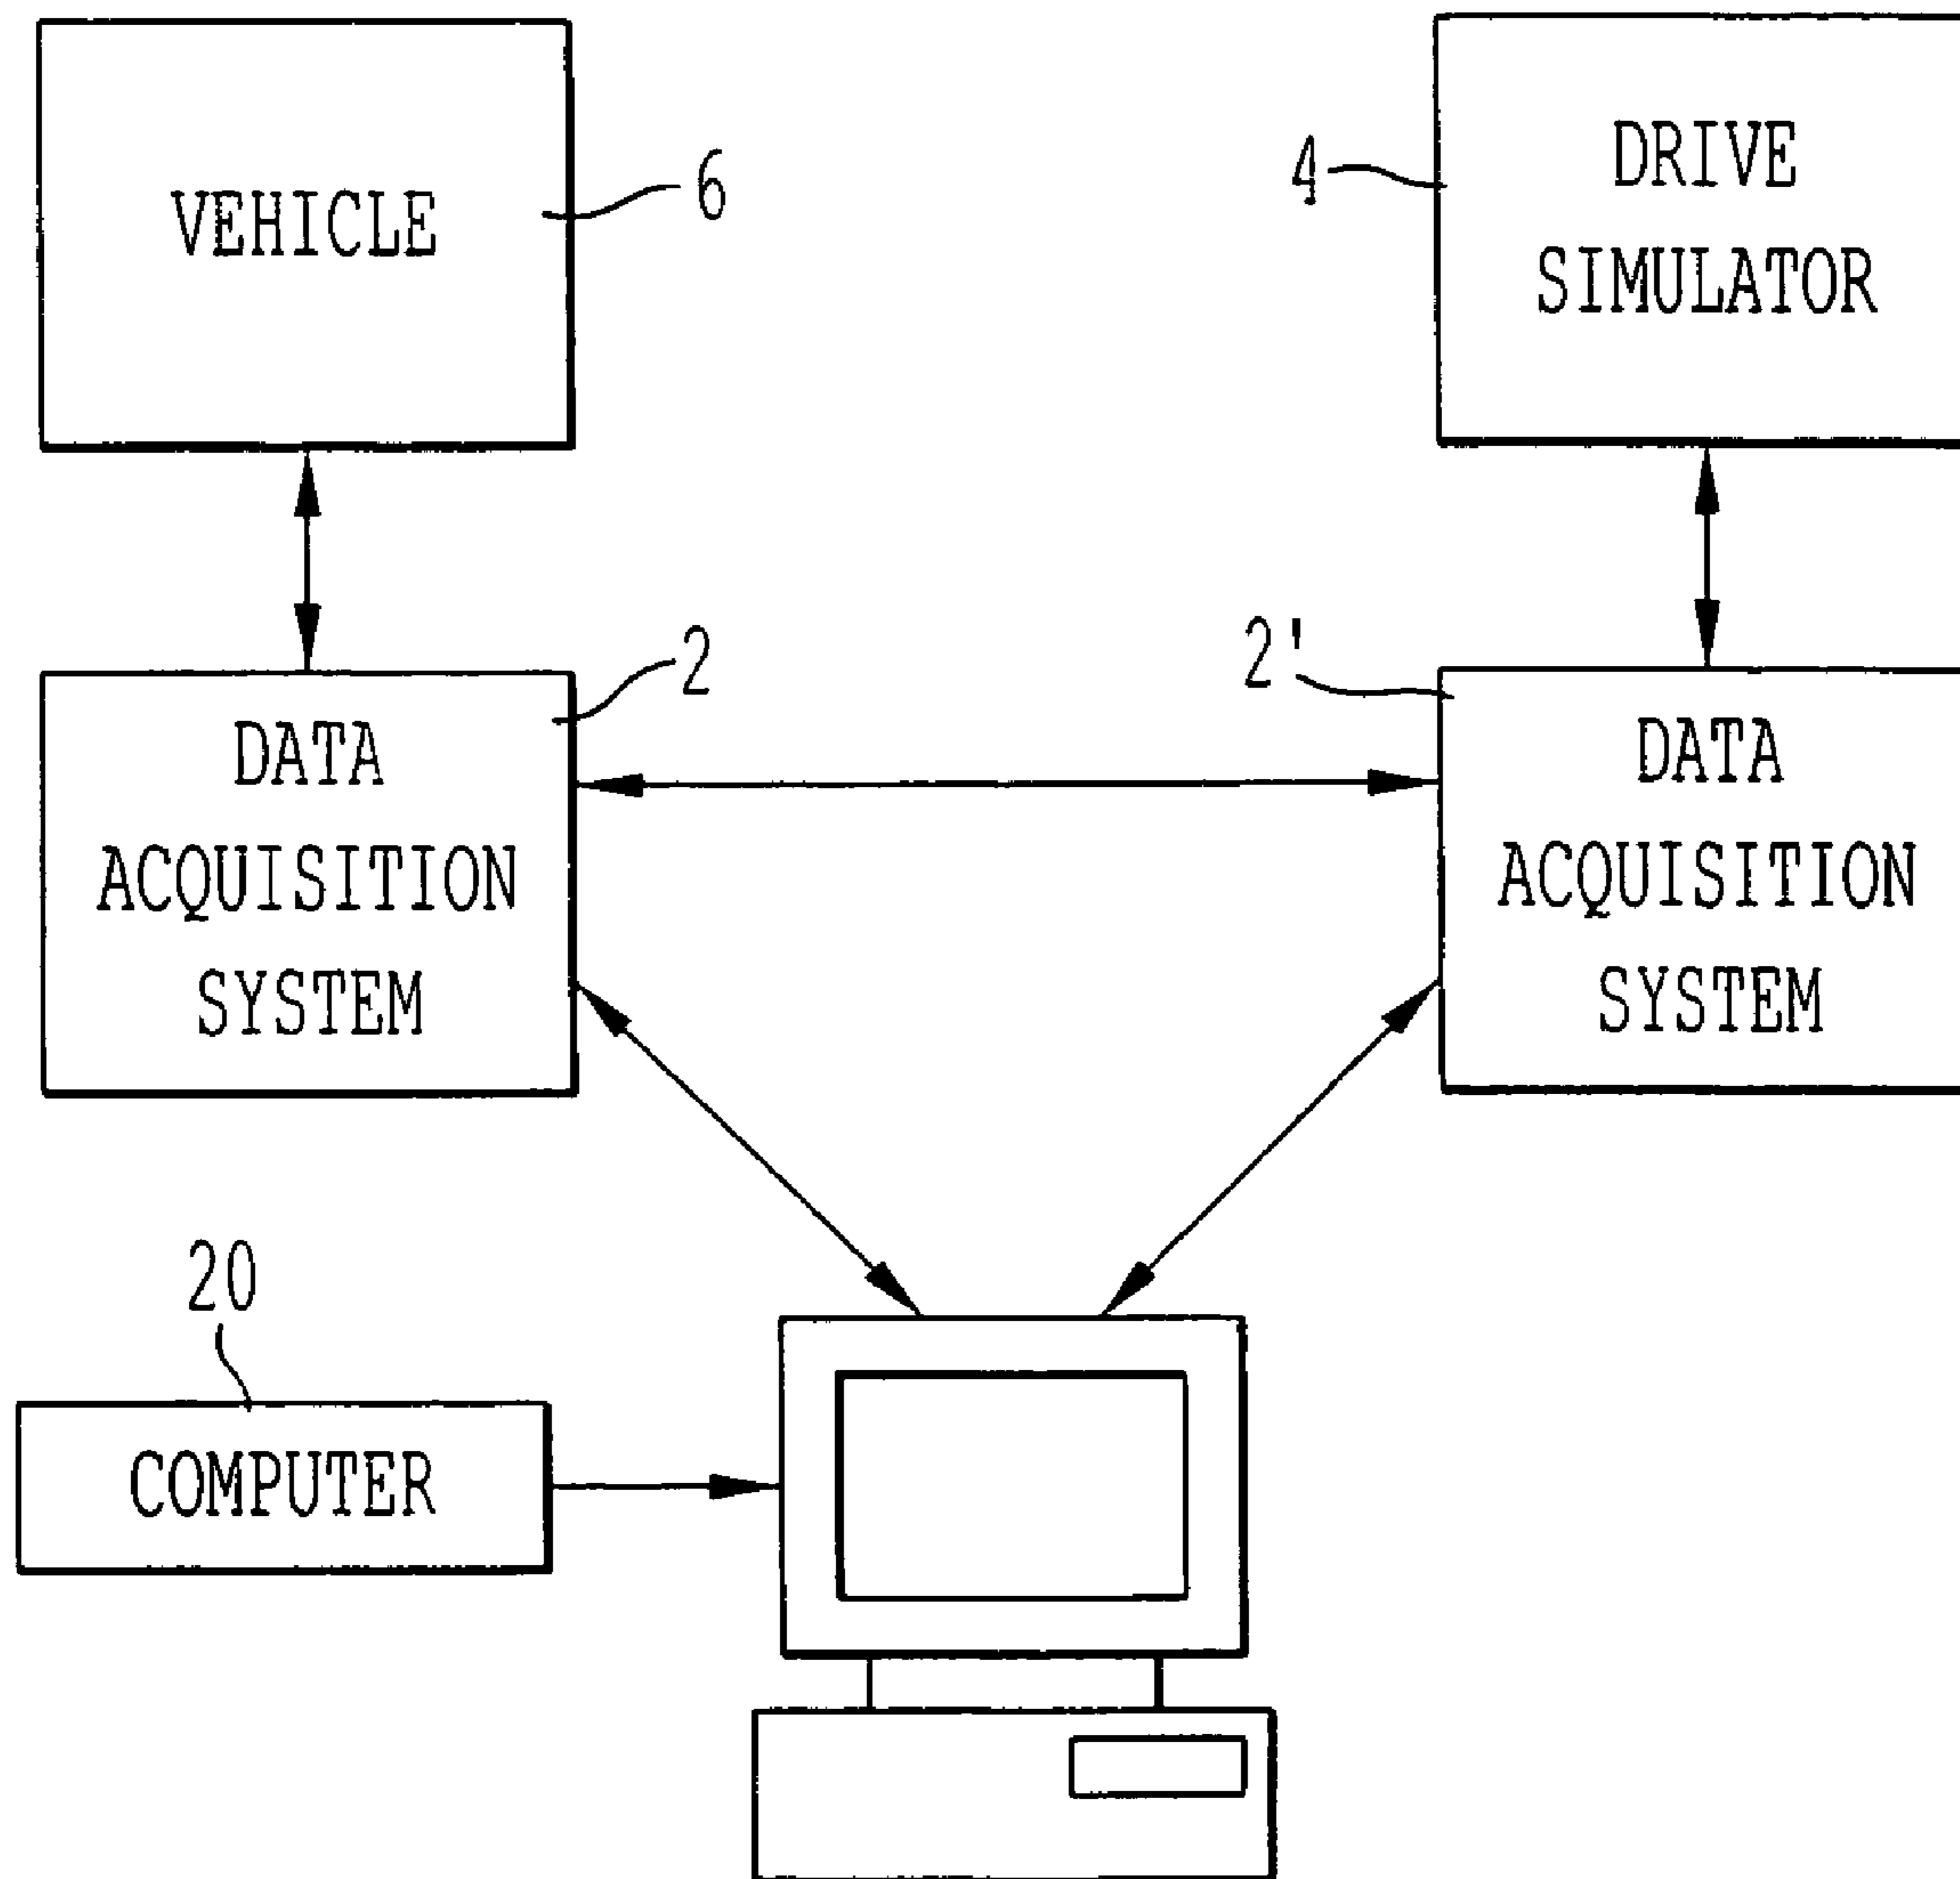 VEHICLE
6
4
DRIVE
SIMULATOR
2
2'
DATA
ACQUISITION
SYSTEM
DATA
ACQUISITION
SYSTEM
20
COMPUTER